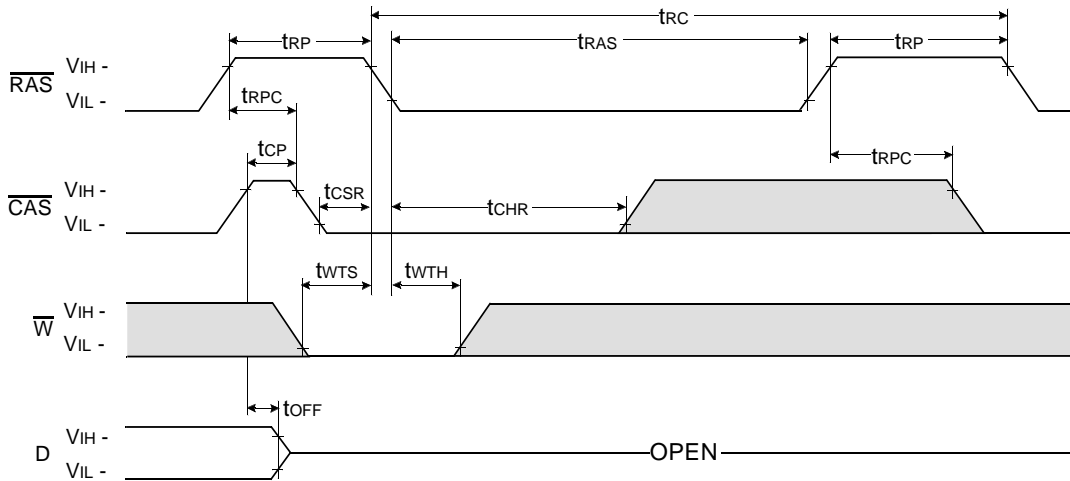 tRC
tRP tRAS tRP
RAS VIH -
VIL -
tRPC
tCP tRPC
CAS VIH -
VIL -
tCSR tCHR
tWTS tWTH
W VIH -
VIL -
tOFF
D VIH -
VIL -
OPEN